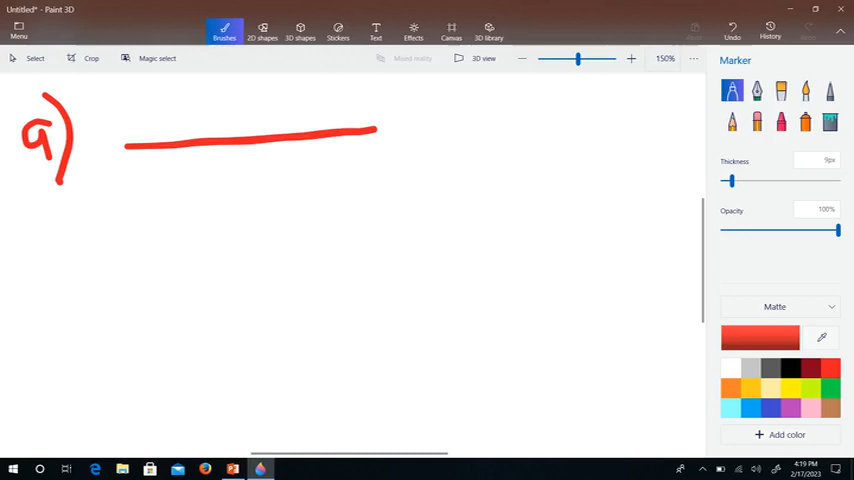 Untitled* - Paint 3D
Menu
Brushes 2D shapes 3D shapes Stickers Text Effects Canvas 3D library
Undo History
Select Crop Magic select Mixed reality 3D view 150%
Marker
Thickness 9px
Opacity 100%
Matte
Add color
a)
4:19 PM
2/17/2023